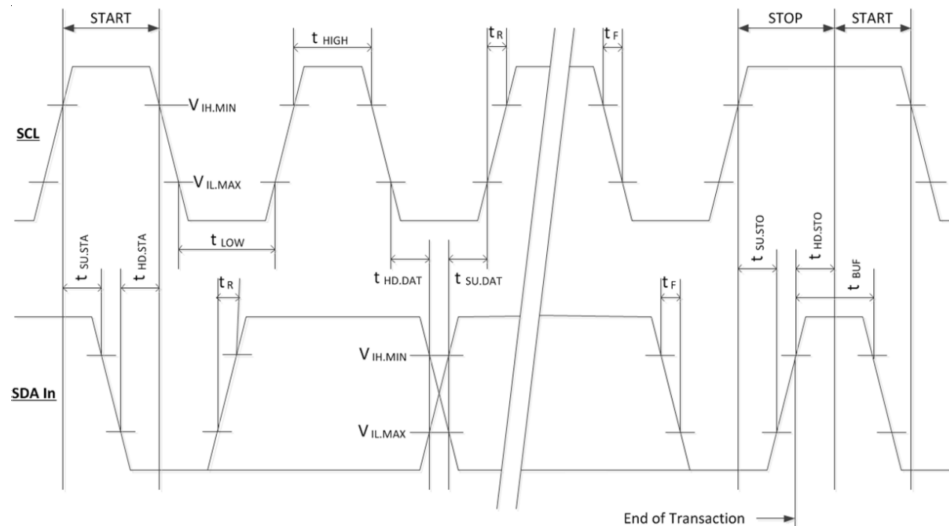 START
STOP
START
t HIGH
t R
t F
V IH.MIN
SCL
V IL.MAX
t LOW
t SU.STA
t HD.STA
t R
t HD.DAT
t SU.DAT
t F
t SU.STO
t HD.STO
t BUF
V IH.MIN
SDA In
V IL.MAX
End of Transaction